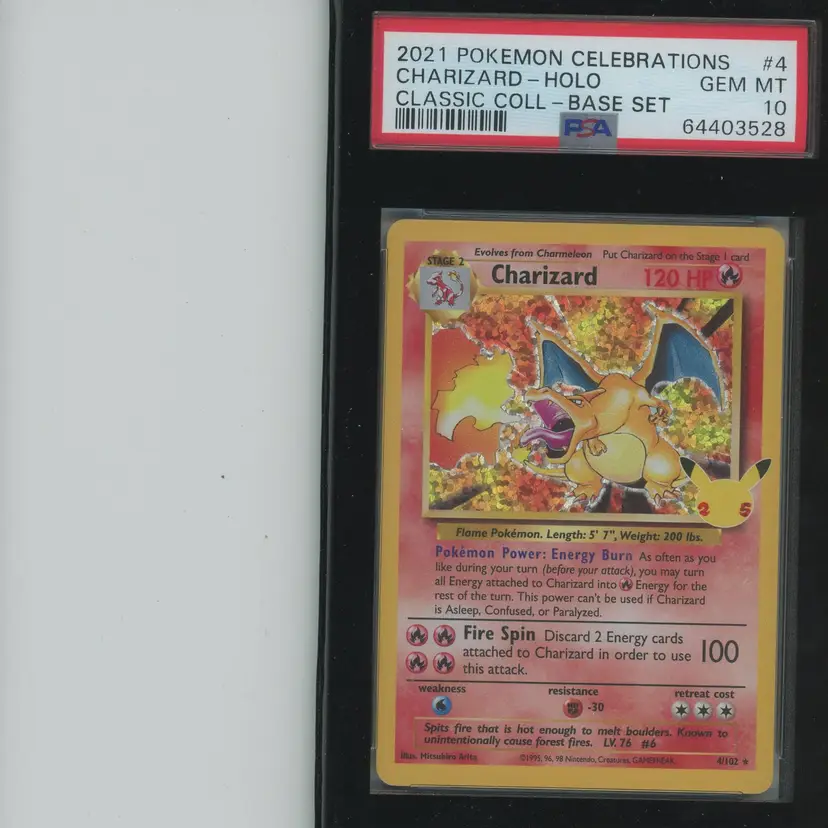 2021 POKEMON CELEBRATIONS #4
CHARIZARD - HOLO GEM MT
CLASSIC COLL - BASE SET 10
PSA 64403528
Evolves from Charmeleon Put Charizard on the Stage 1 card
STAGE 2
Charizard 120 HP
2 5
Flame Pokémon. Length: 5' 7", Weight: 200 lbs.
Pokémon Power: Energy Burn As often as you
like during your turn (before your attack), you may turn
all Energy attached to Charizard into Energy for the
rest of the turn. This power can't be used if Charizard
is Asleep, Confused, or Paralyzed.
Fire Spin Discard 2 Energy cards
attached to Charizard in order to use 100
this attack.
weakness resistance retreat cost
-30
Spits fire that is hot enough to melt boulders. Known to
unintentionally cause forest fires. LV. 76 #6
Illus. Mitsuhiro Arita ©1995, 96, 98 Nintendo, Creatures, GAMEFREAK. 4/102